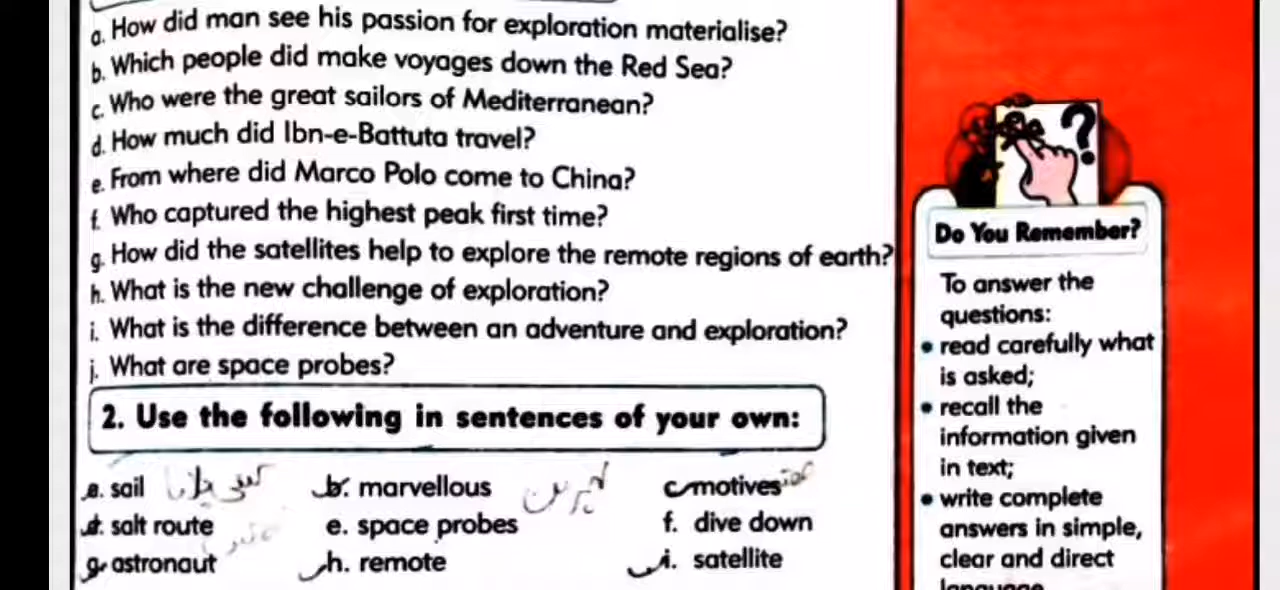 a. How did man see his passion for exploration materialise?
b. Which people did make voyages down the Red Sea?
c. Who were the great sailors of Mediterranean?
d. How much did Ibn-e-Battuta travel?
e. From where did Marco Polo come to China?
f. Who captured the highest peak first time?
g. How did the satellites help to explore the remote regions of earth?
h. What is the new challenge of exploration?
i. What is the difference between an adventure and exploration?
j. What are space probes?
2. Use the following in sentences of your own:
a. sail b. marvellous c. motives
d. salt route e. space probes f. dive down
g. astronaut h. remote i. satellite
?
Do You Remember?
To answer the
questions:
• read carefully what
is asked;
• recall the
information given
in text;
• write complete
answers in simple,
clear and direct
language